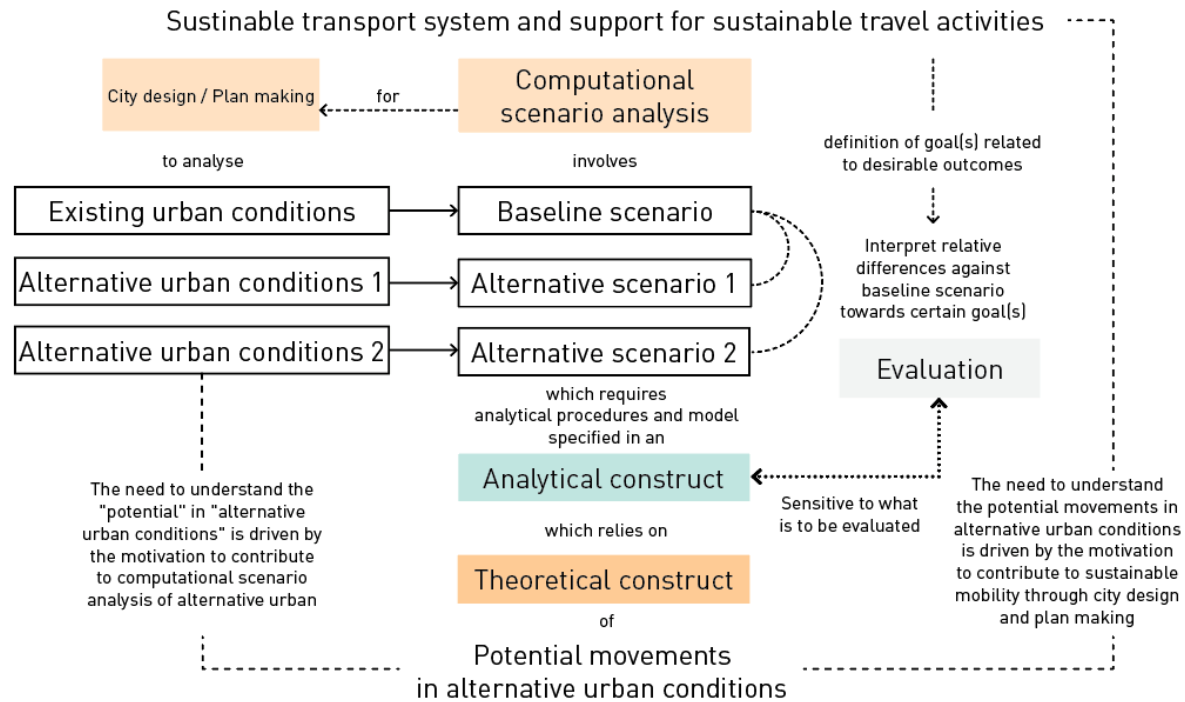 Sustinable transport system and support for sustainable travel activities
City design / Plan making
for
Computational
scenario analysis
to analyse
involves
definition of goal(s) related
to desirable outcomes
Existing urban conditions
Baseline scenario
Alternative urban conditions 1
Alternative scenario 1
Alternative urban conditions 2
Alternative scenario 2
Interpret relative
differences against
baseline scenario
towards certain goal(s)
Evaluation
which requires
analytical procedures and model
specified in an
Analytical construct
Sensitive to what
is to be evaluated
which relies on
Theoretical construct
of
Potential movements
in alternative urban conditions
The need to understand the
"potential" in "alternative
urban conditions" is driven by
the motivation to contribute
to computational scenario
analysis of alternative urban
The need to understand
the potential movements in
alternative urban conditions
is driven by the motivation
to contribute to sustainable
mobility through city design
and plan making